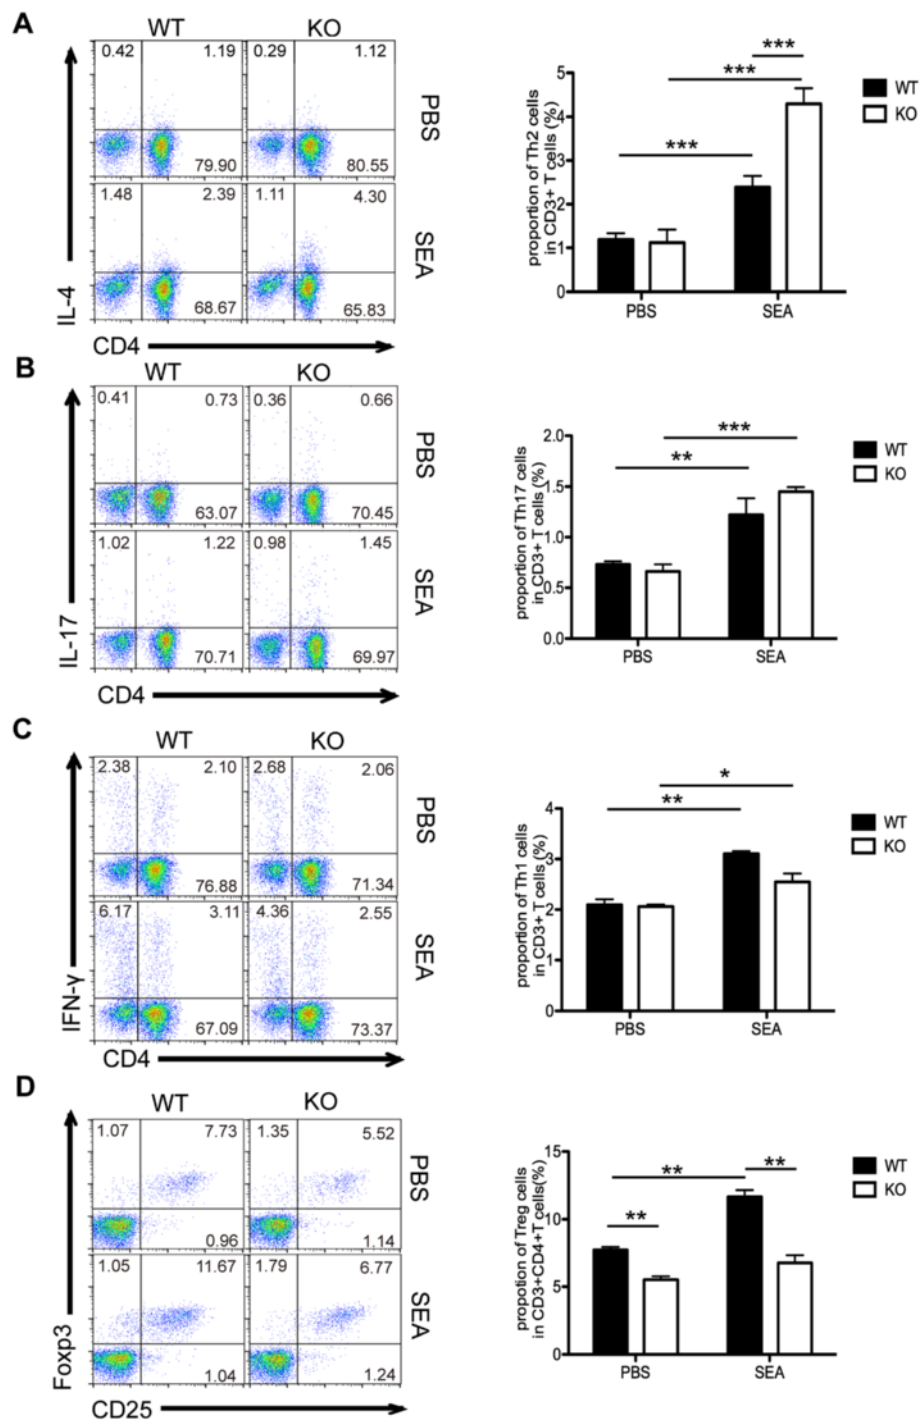 A
WT KO
0.42 1.19 0.29 1.12
79.90 80.55
PBS
1.48 2.39 1.11 4.30
68.67 65.83
SEA
IL-4
CD4
***
***
***
proportion of Th2 cells
in CD3+ T cells (%)
5
4
3
2
1
0
PBS SEA
WT
KO
B
WT KO
0.41 0.73 0.36 0.66
63.07 70.45
PBS
1.02 1.22 0.98 1.45
70.71 69.97
SEA
IL-17
CD4
***
**
proportion of Th17 cells
in CD3+ T cells (%)
2.0
1.5
1.0
0.5
0.0
PBS SEA
WT
KO
C
WT KO
2.38 2.10 2.68 2.06
76.88 71.34
PBS
6.17 3.11 4.36 2.55
67.09 73.37
SEA
IFN-γ
CD4
*
**
proportion of Th1 cells
in CD3+ T cells (%)
4
3
2
1
0
PBS SEA
WT
KO
D
WT KO
1.07 7.73 1.35 5.52
0.96 1.14
PBS
1.05 11.67 1.79 6.77
1.04 1.24
SEA
Foxp3
CD25
** **
**
propotion of Treg cells
in CD3+CD4+T cells(%)
15
10
5
0
PBS SEA
WT
KO